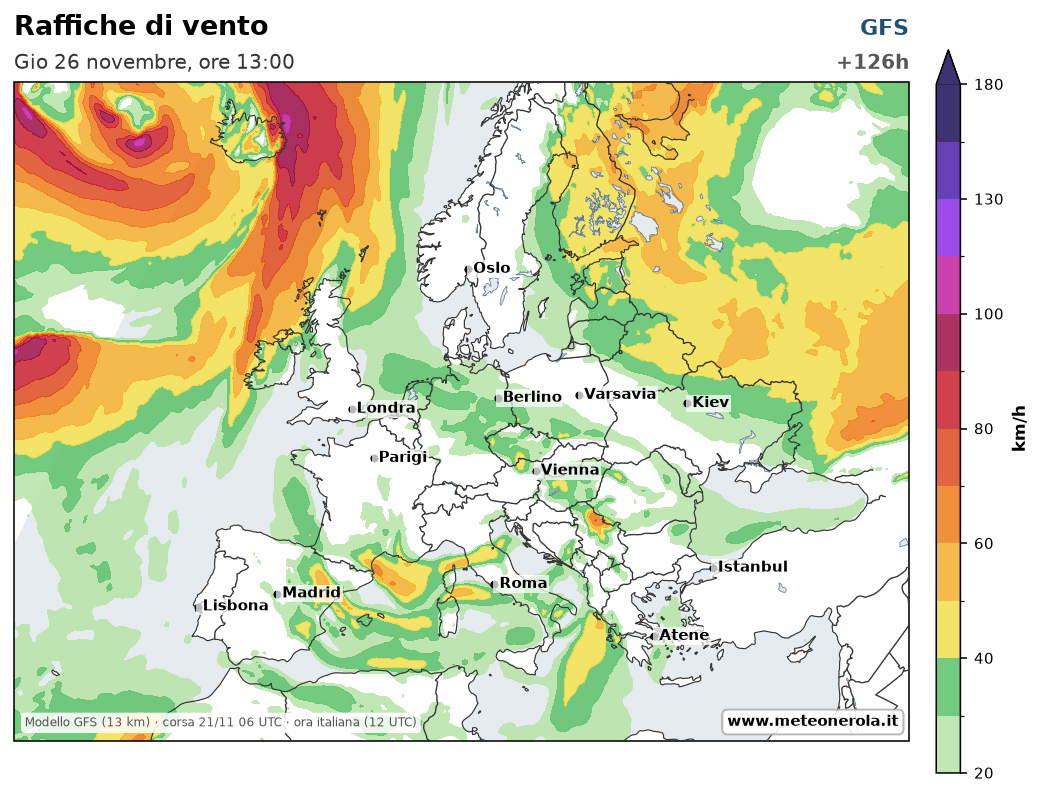 Raffiche di vento
GFS
Gio 26 novembre, ore 13:00
+126h
180
130
100
80
60
40
20
km/h
Oslo
Londra
Berlino
Varsavia
Kiev
Parigi
Vienna
Madrid
Lisbona
Roma
Istanbul
Atene
Modello GFS (13 km) · corsa 21/11 06 UTC · ora italiana (12 UTC)
www.meteonerola.it